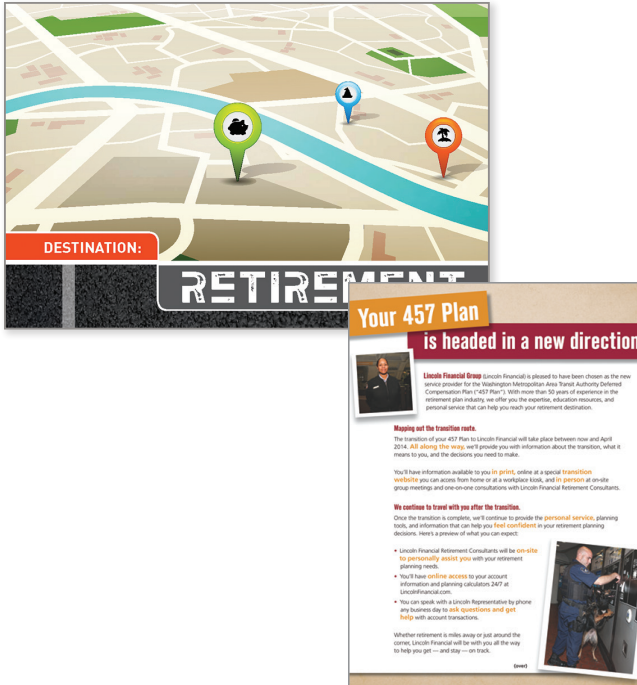 DESTINATION:
RETIREMENT
Your 457 Plan
is headed in a new direction
Lincoln Financial Group (Lincoln Financial) is pleased to have been chosen as the new
service provider for the Washington Metropolitan Area Transit Authority Deferred
Compensation Plan ("457 Plan"). With more than 50 years of experience in the
retirement plan industry, we offer you the expertise, education resources, and
personal service that can help you reach your retirement destination.
Mapping out the transition route.
The transition of your 457 Plan to Lincoln Financial will take place between now and April
2014. All along the way, we'll provide you with information about the transition, what it
means to you, and the decisions you need to make.
You'll have information available to you in print, online at a special transition
website you can access from home or at a workplace kiosk, and in person at on-site
group meetings and one-on-one consultations with Lincoln Financial Retirement Consultants.
We continue to travel with you after the transition.
Once the transition is complete, we'll continue to provide the personal service, planning
tools, and information that can help you feel confident in your retirement planning
decisions. Here's a preview of what you can expect:
• Lincoln Financial Retirement Consultants will be on-site
to personally assist you with your retirement
planning needs.
• You'll have online access to your account
information and planning calculators 24/7 at
LincolnFinancial.com.
• You can speak with a Lincoln Representative by phone
any business day to ask questions and get
help with account transactions.
Whether retirement is miles away or just around the
corner, Lincoln Financial will be with you all the way
to help you get — and stay — on track.
(over)